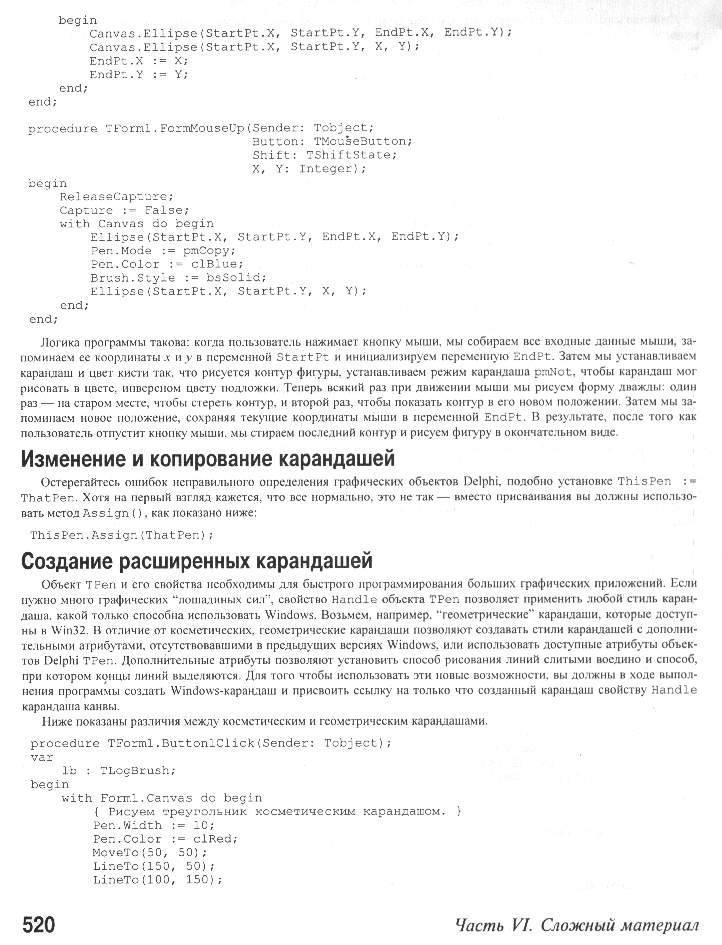 begin
Canvas.Ellipse(StartPt.X, StartPt.Y, EndPt.X, EndPt.Y);
Canvas.Ellipse(StartPt.X, StartPt.Y, X, Y);
EndPt.X := X;
EndPt.Y := Y;
end;
end;
procedure TForm1.FormMouseUp(Sender: Tobject;
Button: TMouseButton;
Shift: TShiftState;
X, Y: Integer);
begin
ReleaseCapture;
Capture := False;
with Canvas do begin
Ellipse(StartPt.X, StartPt.Y, EndPt.X, EndPt.Y);
Pen.Mode := pmCopy;
Pen.Color := clBlue;
Brush.Style := bsSolid;
Ellipse(StartPt.X, StartPt.Y, X, Y);
end;
end;
Логика программы такова: когда пользователь нажимает кнопку мыши, мы собираем все входные данные мыши, за-
поминаем ее координаты x и y в переменной StartPt и инициализируем переменную EndPt. Затем мы устанавливаем
карандаш и цвет кисти так, что рисуется контур фигуры, устанавливаем режим карандаша pmNot, чтобы карандаш мог
рисовать в цвете, инверсном цвету подложки. Теперь всякий раз при движении мыши мы рисуем форму дважды: один
раз — на старом месте, чтобы стереть контур, и второй раз, чтобы показать контур в его новом положении. Затем мы за-
поминаем новое положение, сохраняя текущие координаты мыши в переменной EndPt. В результате, после того как
пользователь отпустит кнопку мыши, мы стираем последний контур и рисуем фигуру в окончательном виде.
Изменение и копирование карандашей
Остерегайтесь ошибок неправильного определения графических объектов Delphi, подобно установке ThisPen :=
ThatPen. Хотя на первый взгляд кажется, что все нормально, это не так — вместо присваивания вы должны использо-
вать метод Assign(), как показано ниже:
ThisPen.Assign(ThatPen);
Создание расширенных карандашей
Объект TPen и его свойства необходимы для быстрого программирования больших графических приложений. Если
нужно много графических “лошадиных сил”, свойство Handle объекта TPen позволяет применить любой стиль каран-
даша, какой только способна использовать Windows. Возьмем, например, “геометрические” карандаши, которые доступ-
ны в Win32. В отличие от косметических, геометрические карандаши позволяют создавать стили карандашей с дополни-
тельными атрибутами, отсутствовавшими в предыдущих версиях Windows, или использовать доступные атрибуты объек-
тов Delphi TPen. Дополнительные атрибуты позволяют установить способ рисования линий слитыми воедино и способ,
при котором концы линий выделяются. Для того чтобы использовать эти новые возможности, вы должны в ходе выпол-
нения программы создать Windows-карандаш и присвоить ссылку на только что созданный карандаш свойству Handle
карандаша канвы.
Ниже показаны различия между косметическим и геометрическим карандашами.
procedure TForm1.Button1Click(Sender: Tobject);
var
lb : TLogBrush;
begin
with Form1.Canvas do begin
{ Рисуем треугольник косметическим карандашом. }
Pen.Width := 10;
Pen.Color := clRed;
MoveTo(50, 50);
LineTo(150, 50);
LineTo(100, 150);
520 Часть VI. Сложный материал